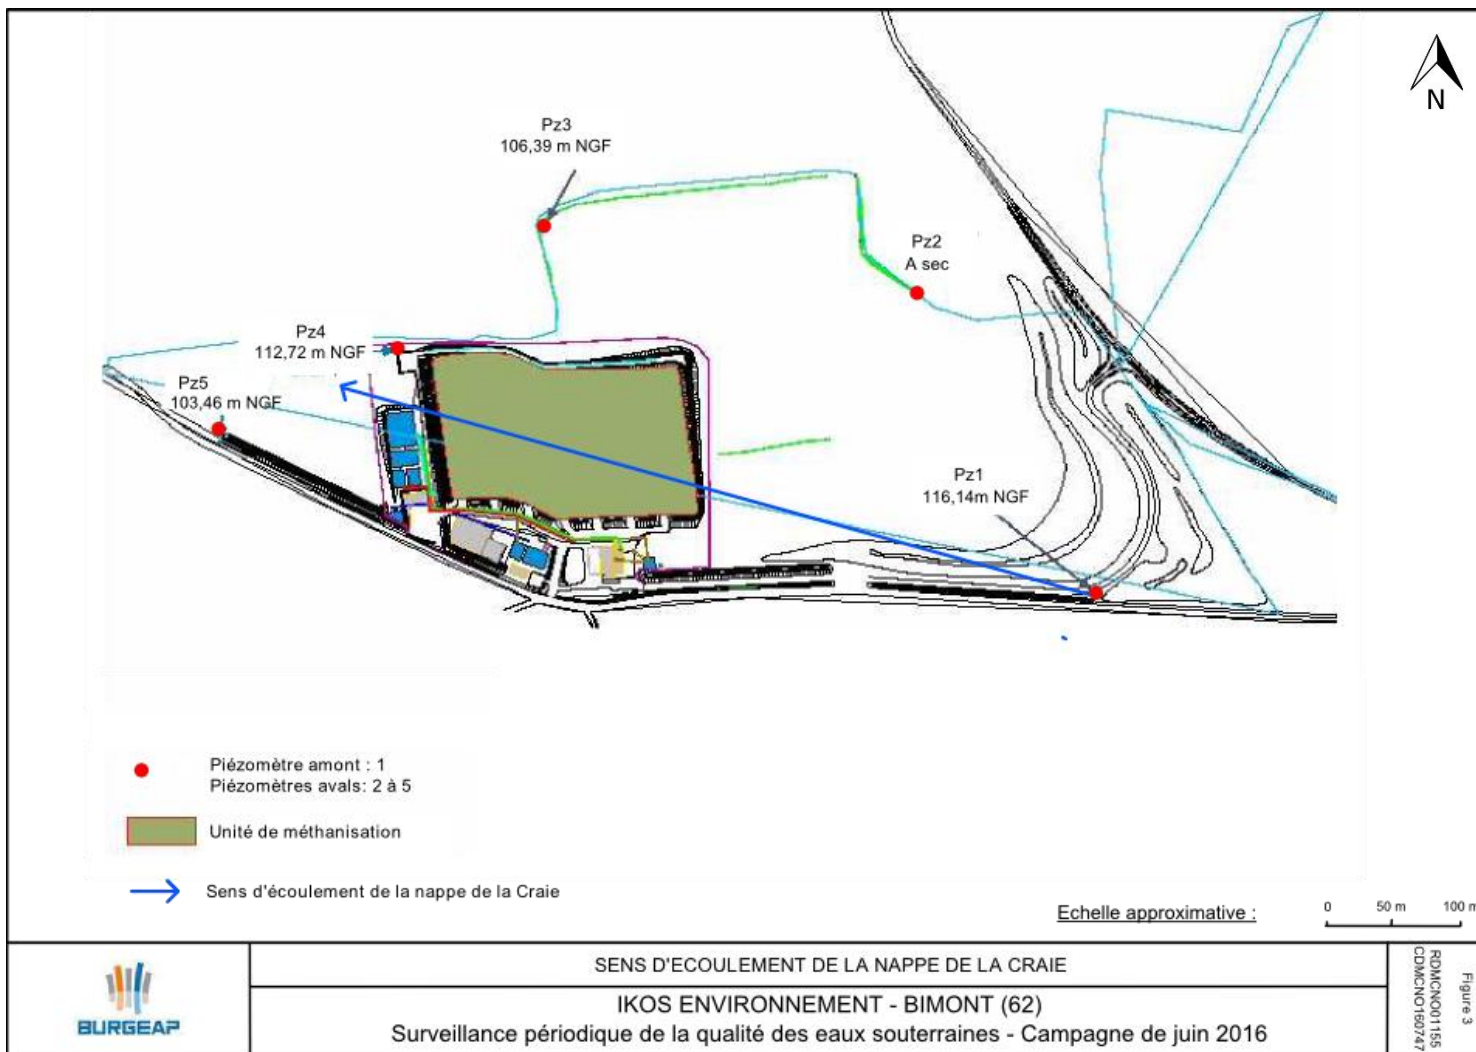 N
Pz3
106,39 m NGF
Pz2
A sec
Pz4
112,72 m NGF
Pz5
103,46 m NGF
Pz1
116,14m NGF
Piézomètre amont : 1
Piézomètres avals: 2 à 5
Unité de méthanisation
Sens d'écoulement de la nappe de la Craie
Echelle approximative :
0 50 m 100 m
BURGEAP
SENS D'ECOULEMENT DE LA NAPPE DE LA CRAIE
IKOS ENVIRONNEMENT - BIMONT (62)
Surveillance périodique de la qualité des eaux souterraines - Campagne de juin 2016
Figure 3
RDMCNO001155
CDMCNO160747